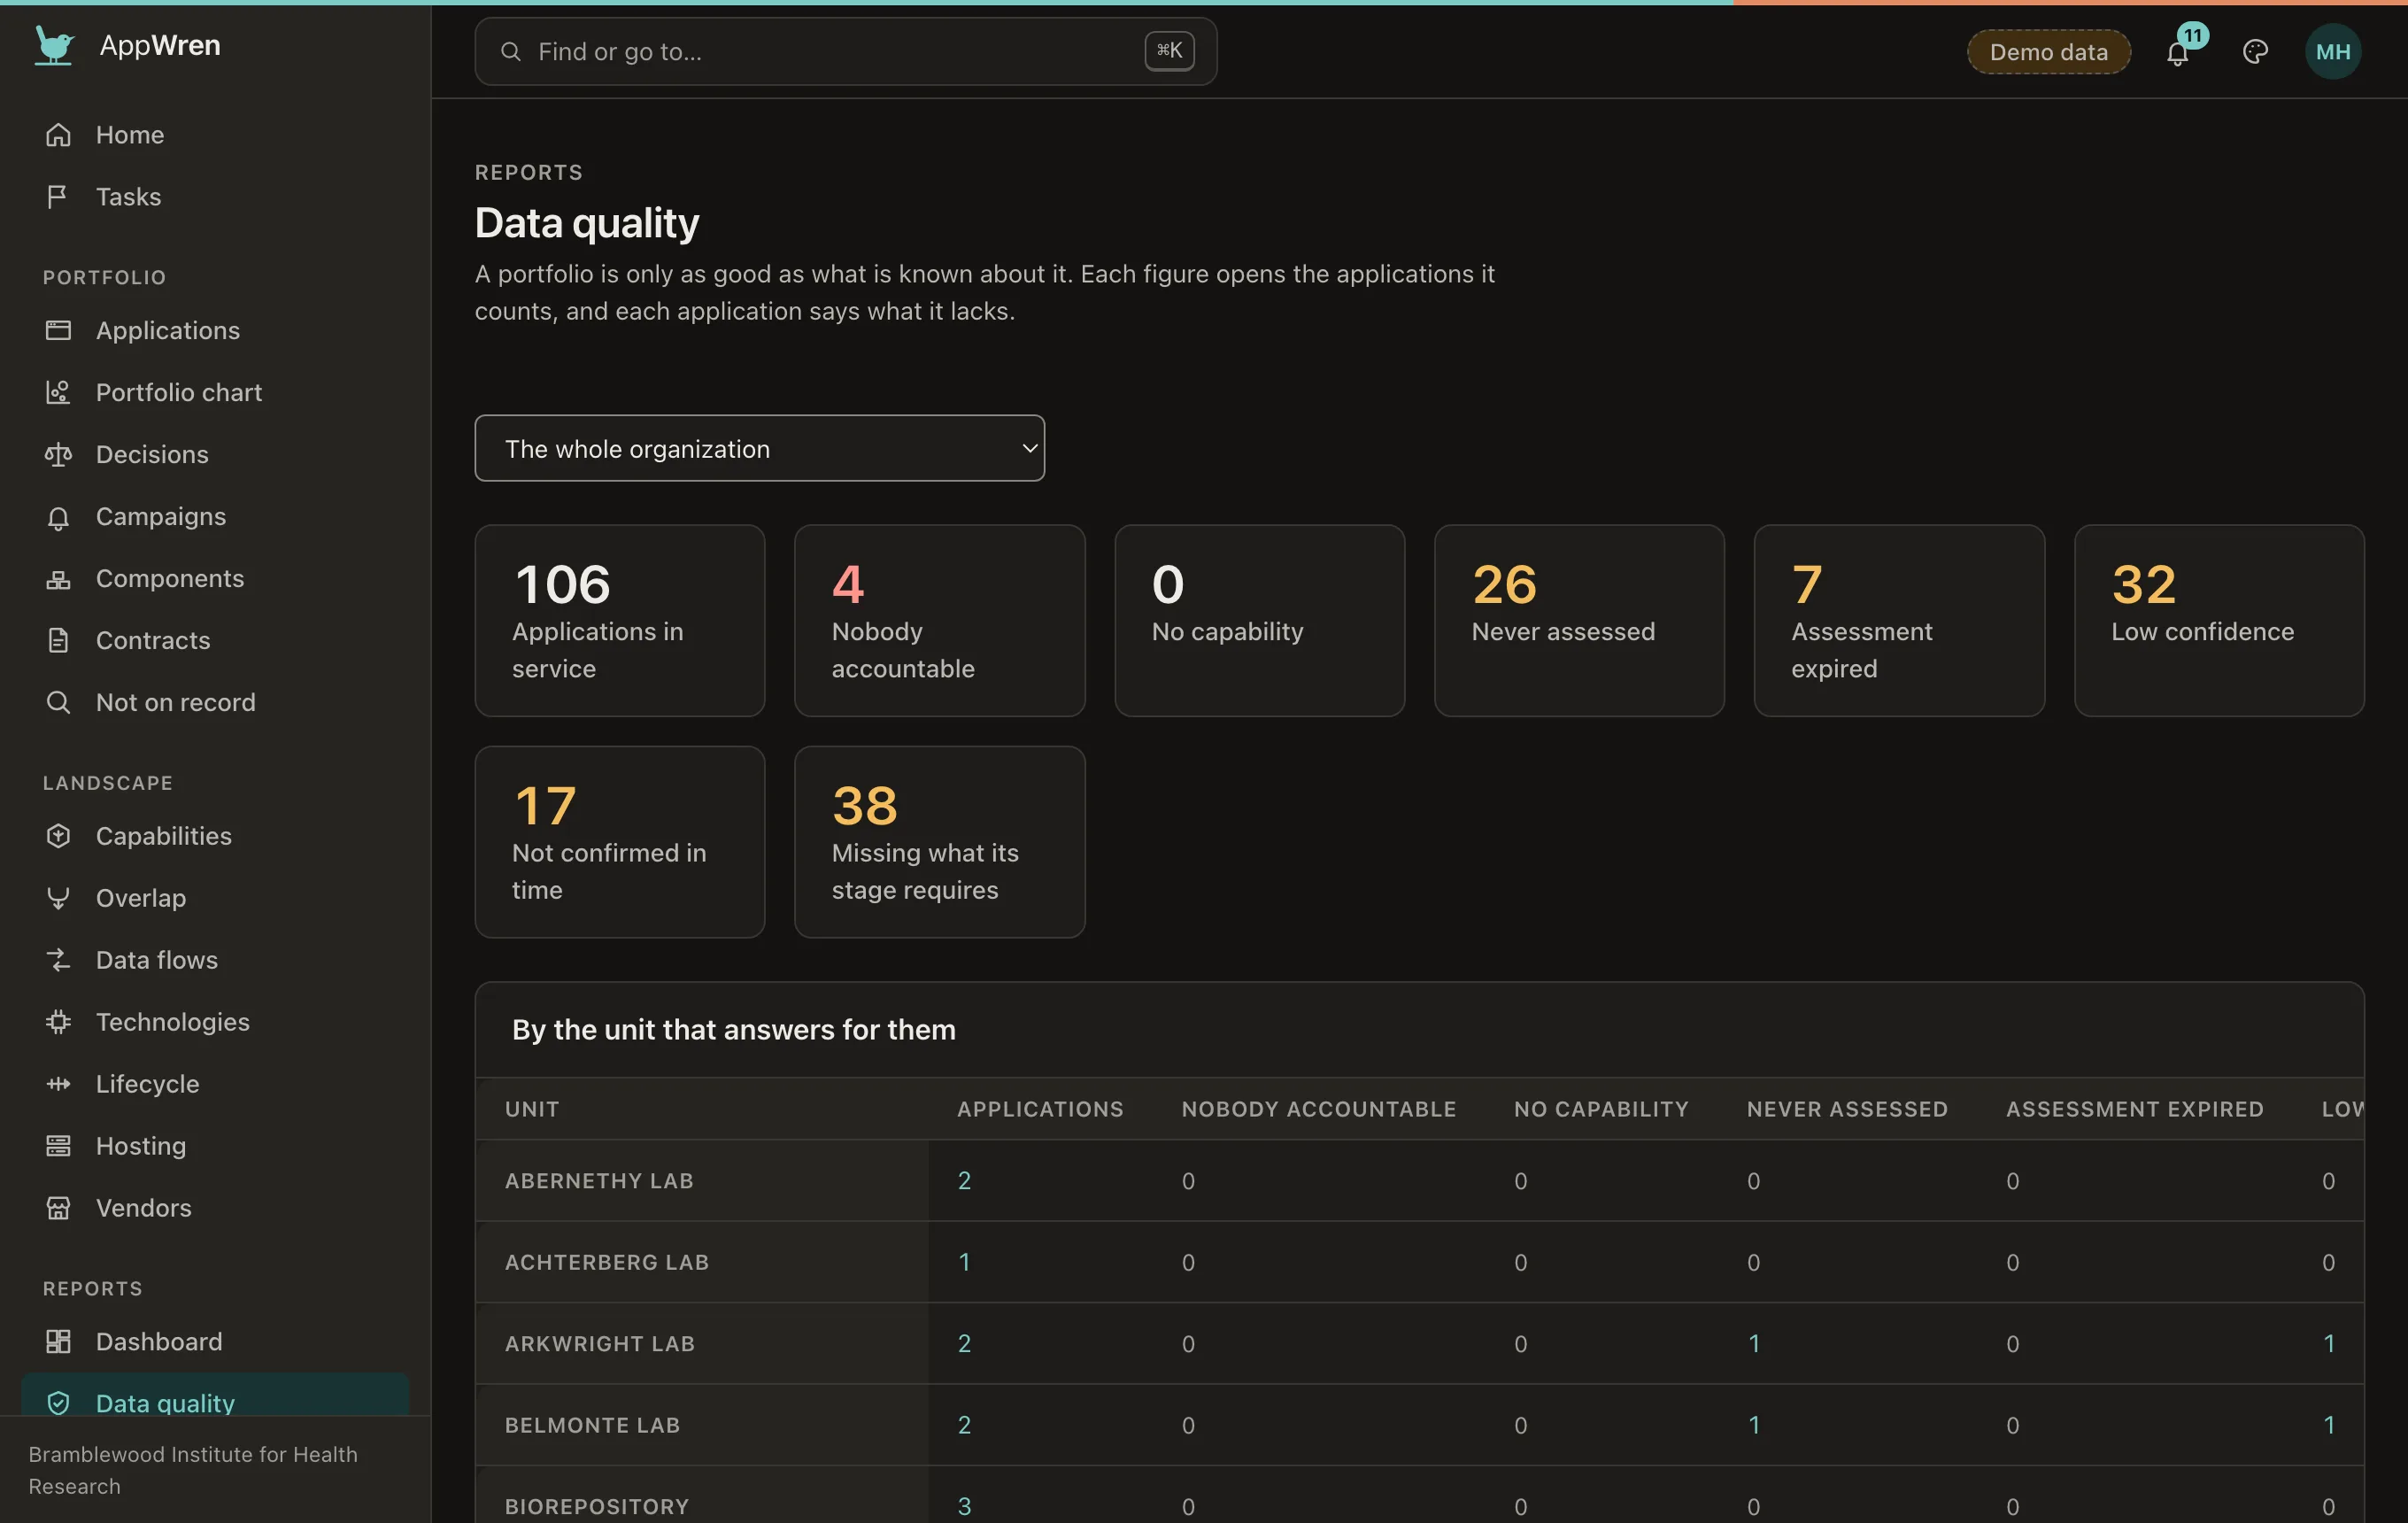 AppWren
Find or go to...
⌘K
Demo data
11
MH
Home
Tasks
PORTFOLIO
Applications
Portfolio chart
Decisions
Campaigns
Components
Contracts
Not on record
LANDSCAPE
Capabilities
Overlap
Data flows
Technologies
Lifecycle
Hosting
Vendors
REPORTS
Dashboard
Data quality
Bramblewood Institute for Health
Research
REPORTS
Data quality
A portfolio is only as good as what is known about it. Each figure opens the applications it
counts, and each application says what it lacks.
The whole organization
106
Applications in
service
4
Nobody
accountable
0
No capability
26
Never assessed
7
Assessment
expired
32
Low confidence
17
Not confirmed in
time
38
Missing what its
stage requires
By the unit that answers for them
UNIT APPLICATIONS NOBODY ACCOUNTABLE NO CAPABILITY NEVER ASSESSED ASSESSMENT EXPIRED LOW
ABERNETHY LAB 2 0 0 0 0 0
ACHTERBERG LAB 1 0 0 0 0 0
ARKWRIGHT LAB 2 0 0 1 0 1
BELMONTE LAB 2 0 0 1 0 1
BIOREPOSITORY 3 0 0 0 0 0